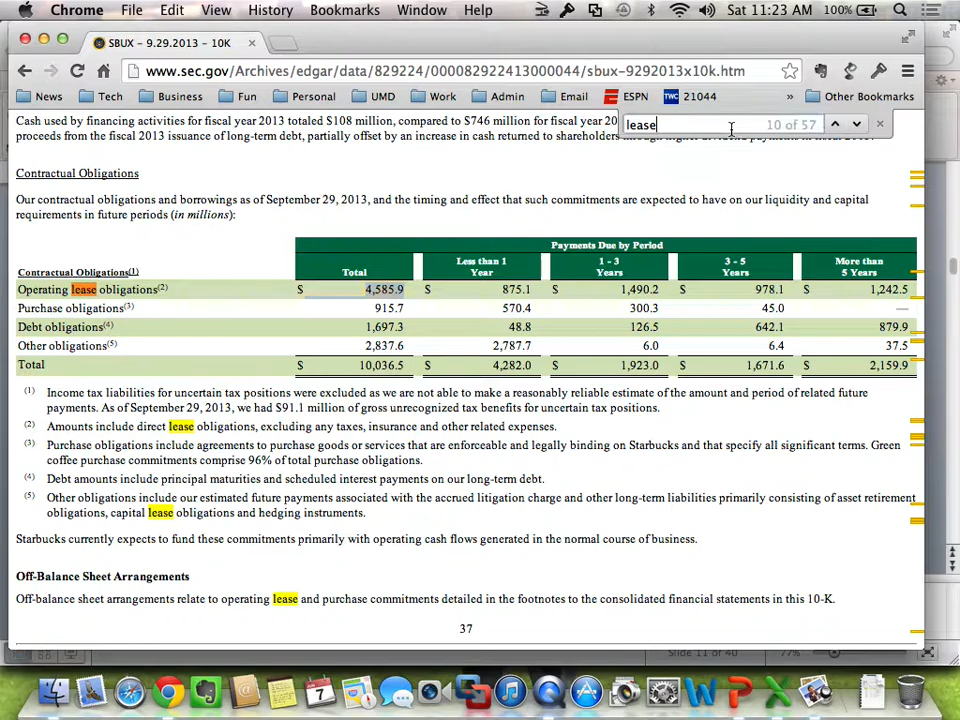 Chrome File Edit View History Bookmarks Window Help Sat 11:23 AM 100%
SBUX - 9.29.2013 - 10K
www.sec.gov/Archives/edgar/data/829224/000082922413000044/sbux-9292013x10k.htm
News Tech Business Fun Personal UMD Work Admin Email ESPN TWC 21044 » Other Bookmarks
lease 10 of 57
Cash used by financing activities for fiscal year 2013 totaled $108 million, compared to $746 million for fiscal year 20
proceeds from the fiscal 2013 issuance of long-term debt, partially offset by an increase in cash returned to shareholders
Contractual Obligations
Our contractual obligations and borrowings as of September 29, 2013, and the timing and effect that such commitments are expected to have on our liquidity and capital
requirements in future periods (in millions):
Payments Due by Period
Contractual Obligations(1) Total Less than 1 Year 1 - 3 Years 3 - 5 Years More than 5 Years
Operating lease obligations(2) $ 4,585.9 $ 875.1 $ 1,490.2 $ 978.1 $ 1,242.5
Purchase obligations(3) 915.7 570.4 300.3 45.0 —
Debt obligations(4) 1,697.3 48.8 126.5 642.1 879.9
Other obligations(5) 2,837.6 2,787.7 6.0 6.4 37.5
Total $ 10,036.5 $ 4,282.0 $ 1,923.0 $ 1,671.6 $ 2,159.9
(1) Income tax liabilities for uncertain tax positions were excluded as we are not able to make a reasonably reliable estimate of the amount and period of related future
payments. As of September 29, 2013, we had $91.1 million of gross unrecognized tax benefits for uncertain tax positions.
(2) Amounts include direct lease obligations, excluding any taxes, insurance and other related expenses.
(3) Purchase obligations include agreements to purchase goods or services that are enforceable and legally binding on Starbucks and that specify all significant terms. Green
coffee purchase commitments comprise 96% of total purchase obligations.
(4) Debt amounts include principal maturities and scheduled interest payments on our long-term debt.
(5) Other obligations include our estimated future payments associated with the accrued litigation charge and other long-term liabilities primarily consisting of asset retirement
obligations, capital lease obligations and hedging instruments.
Starbucks currently expects to fund these commitments primarily with operating cash flows generated in the normal course of business.
Off-Balance Sheet Arrangements
Off-balance sheet arrangements relate to operating lease and purchase commitments detailed in the footnotes to the consolidated financial statements in this 10-K.
37
Slide 11 of 40 77%
7